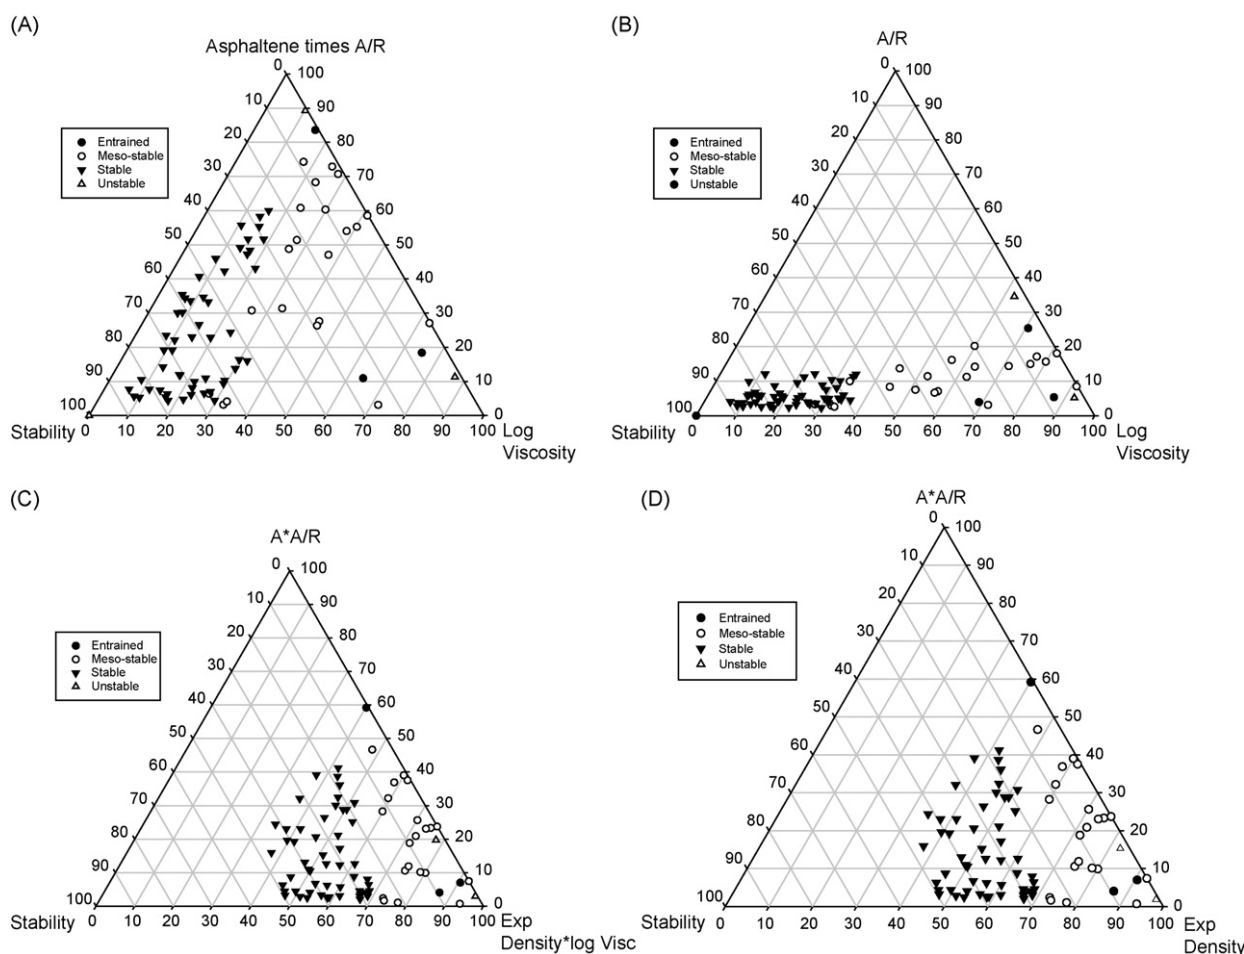 (A)
Asphaltene times A/R
0 100
10 90
20 80
30 70
40 60
50 50
60 40
70 30
80 20
90 10
100 0
Stability 10 20 30 40 50 60 70 80 90 100 Log
Viscosity
Entrained
Meso-stable
Stable
Unstable
(B)
A/R
0 100
10 90
20 80
30 70
40 60
50 50
60 40
70 30
80 20
90 10
100 0
Stability 10 20 30 40 50 60 70 80 90 100 Log
Viscosity
Entrained
Meso-stable
Stable
Unstable
(C)
A*A/R
0 100
10 90
20 80
30 70
40 60
50 50
60 40
70 30
80 20
90 10
100 0
Stability 0 10 20 30 40 50 60 70 80 90 100 Exp
Density*log Visc
Entrained
Meso-stable
Stable
Unstable
(D)
A*A/R
0 100
10 90
20 80
30 70
40 60
50 50
60 40
70 30
80 20
90 10
100 0
Stability 0 10 20 30 40 50 60 70 80 90 100 Exp
Density
Entrained
Meso-stable
Stable
Unstable